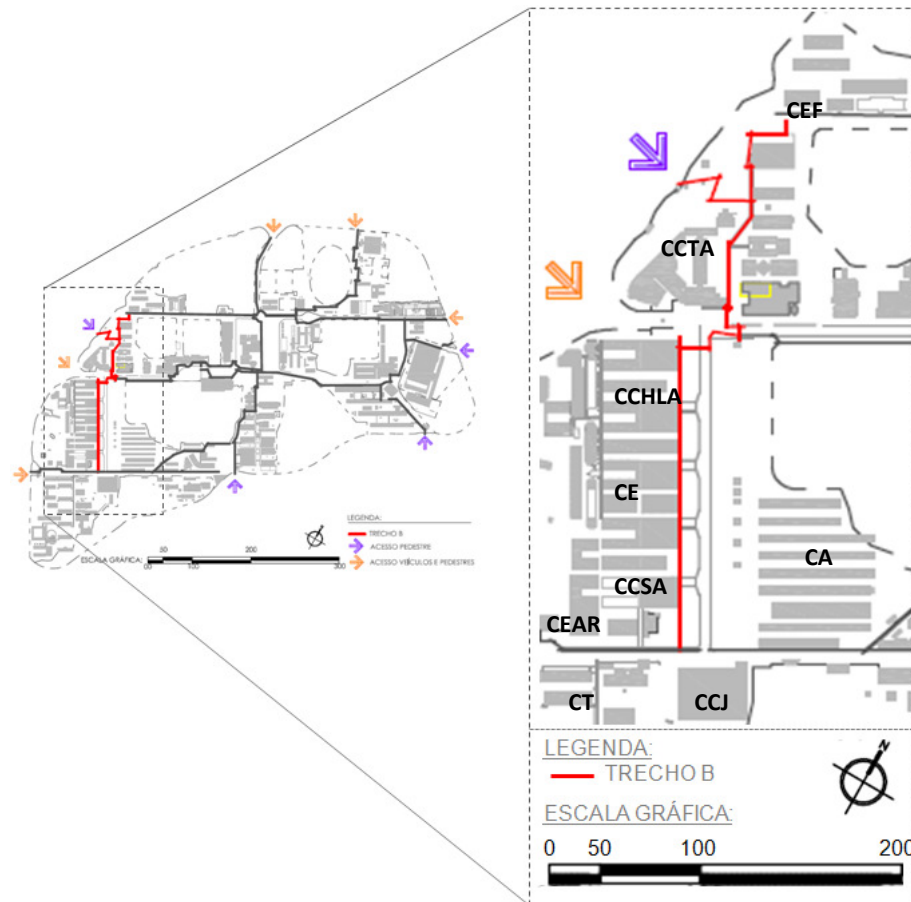 CEF
CCTA
CCHLA
CE
CCSA
CA
CEAR
CT
CCJ
LEGENDA:
TRECHO B
N
ESCALA GRÁFICA:
0 50 100 200
LEGENDA:
TRECHO B
ACESSO PEDESTRE
ACESSO VEÍCULOS E PEDESTRES
ESCALA GRÁFICA:
50 200
00 100 300